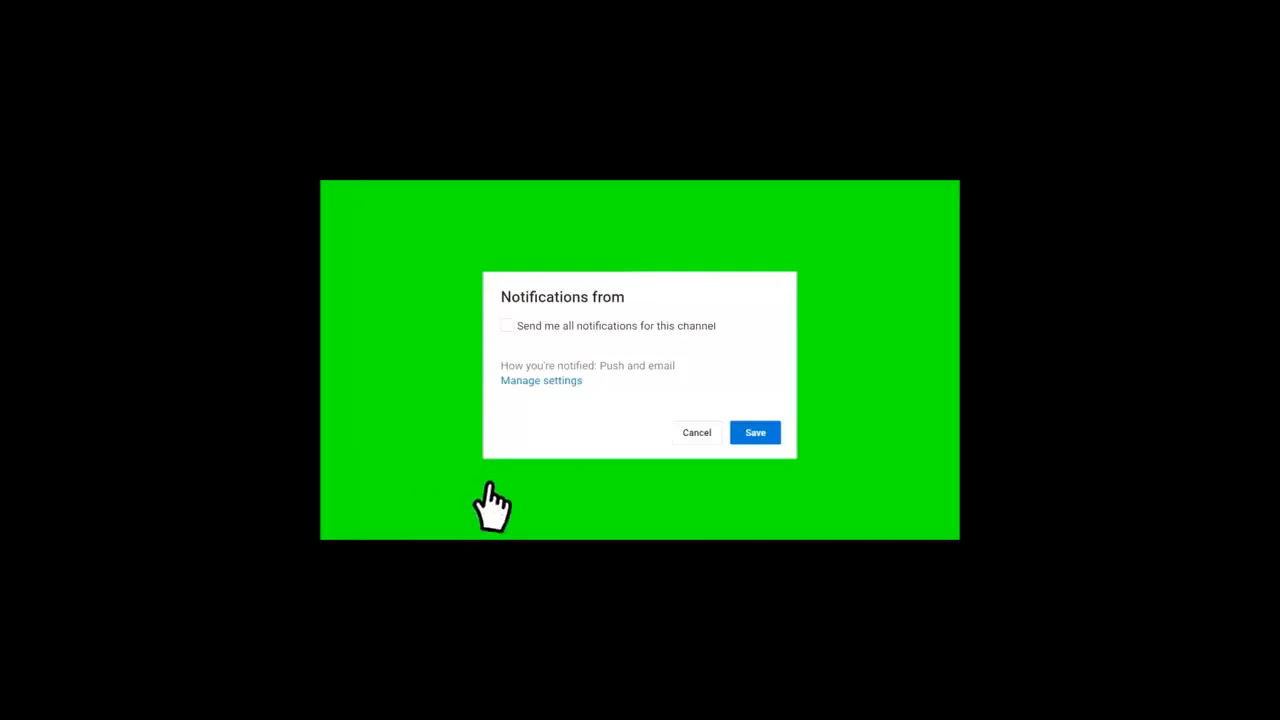 Notifications from
Send me all notifications for this channel
How you're notified: Push and email
Manage settings
Cancel Save